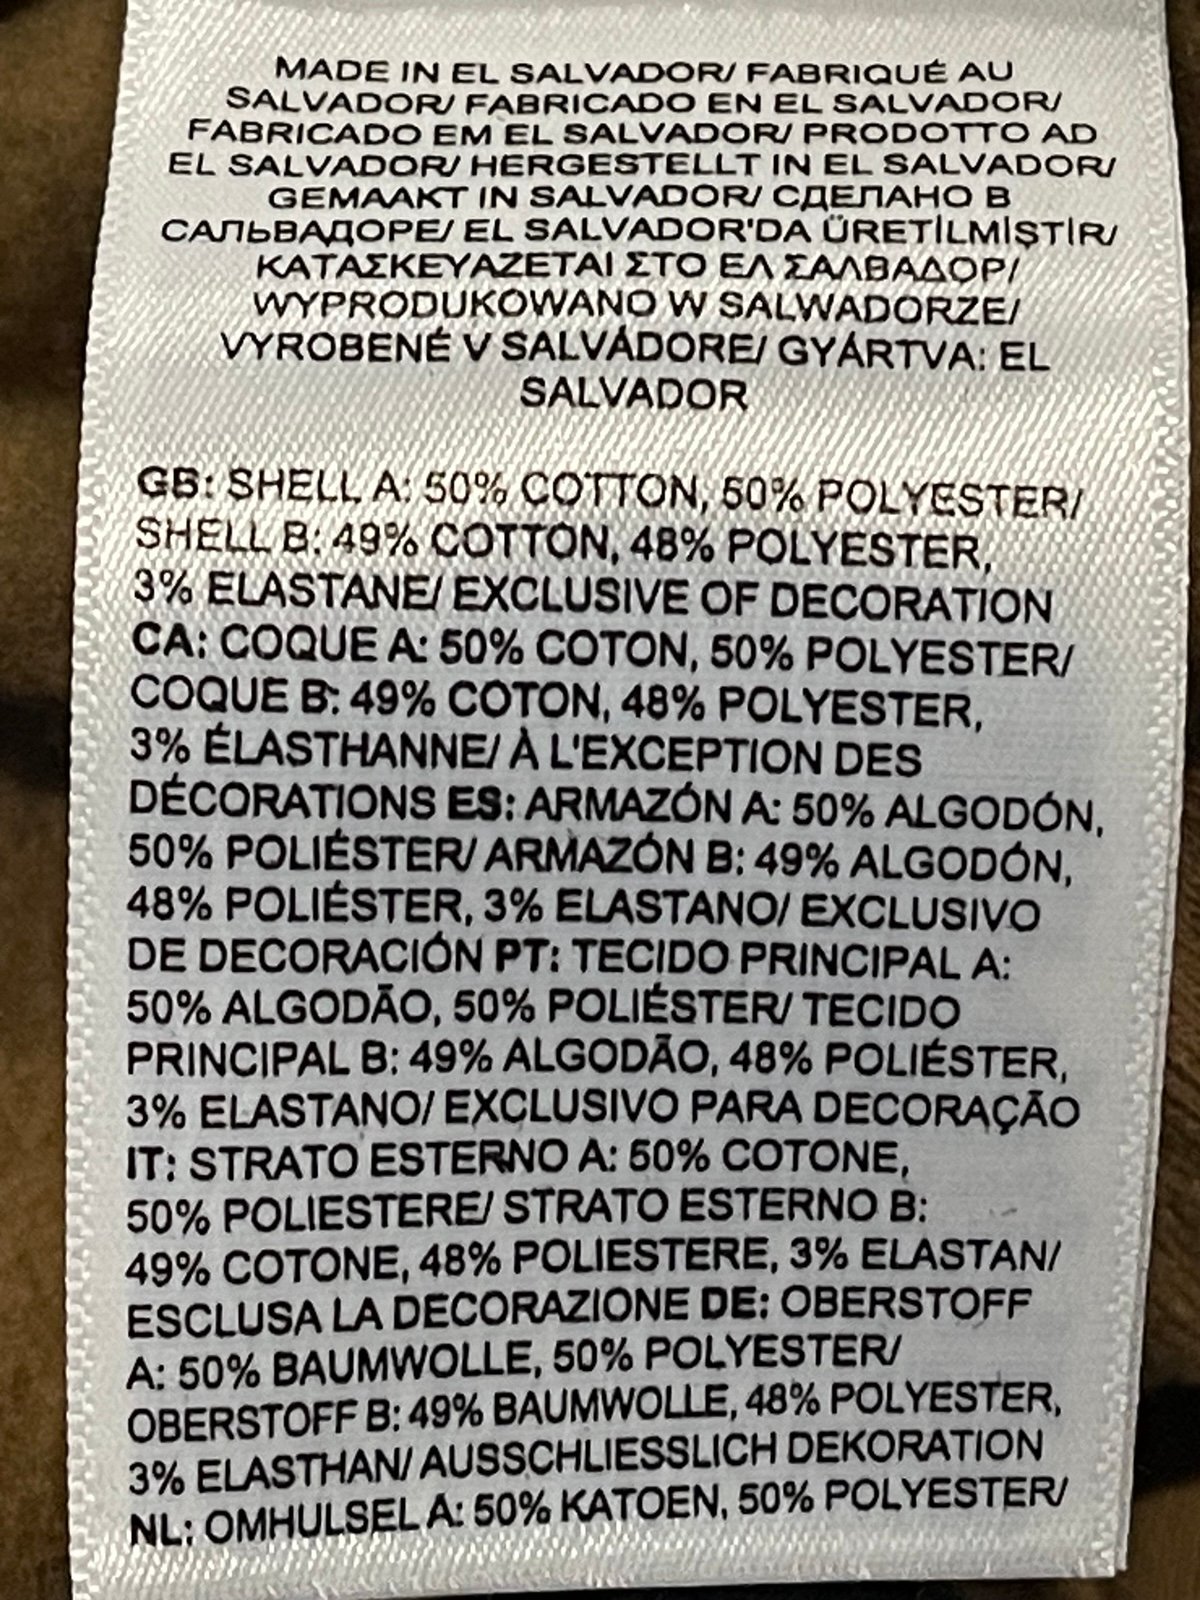 MADE IN EL SALVADOR/ FABRIQUÉ AU
SALVADOR/ FABRICADO EN EL SALVADOR/
FABRICADO EM EL SALVADOR/ PRODOTTO AD
EL SALVADOR/ HERGESTELLT IN EL SALVADOR/
GEMAAKT IN SALVADOR/ СДЕЛАНО В
САЛЬВАДОРЕ/ EL SALVADOR'DA ÜRETİLMİŞTİR/
ΚΑΤΑΣΚΕΥΑΖΕΤΑΙ ΣΤΟ ΕΛ ΣΑΛΒΑΔΟΡ/
WYPRODUKOWANO W SALWADORZE/
VYROBENÉ V SALVÁDORE/ GYÁRTVA: EL
SALVADOR
GB: SHELL A: 50% COTTON, 50% POLYESTER/
SHELL B: 49% COTTON, 48% POLYESTER,
3% ELASTANE/ EXCLUSIVE OF DECORATION
CA: COQUE A: 50% COTON, 50% POLYESTER/
COQUE B: 49% COTON, 48% POLYESTER,
3% ÉLASTHANNE/ À L'EXCEPTION DES
DÉCORATIONS ES: ARMAZÓN A: 50% ALGODÓN,
50% POLIÉSTER/ ARMAZÓN B: 49% ALGODÓN,
48% POLIÉSTER, 3% ELASTANO/ EXCLUSIVO
DE DECORACIÓN PT: TECIDO PRINCIPAL A:
50% ALGODÃO, 50% POLIÉSTER/ TECIDO
PRINCIPAL B: 49% ALGODÃO, 48% POLIÉSTER,
3% ELASTANO/ EXCLUSIVO PARA DECORAÇÃO
IT: STRATO ESTERNO A: 50% COTONE,
50% POLIESTERE/ STRATO ESTERNO B:
49% COTONE, 48% POLIESTERE, 3% ELASTAN/
ESCLUSA LA DECORAZIONE DE: OBERSTOFF
A: 50% BAUMWOLLE, 50% POLYESTER/
OBERSTOFF B: 49% BAUMWOLLE, 48% POLYESTER,
3% ELASTHAN/ AUSSCHLIESSLICH DEKORATION
NL: OMHULSEL A: 50% KATOEN, 50% POLYESTER/